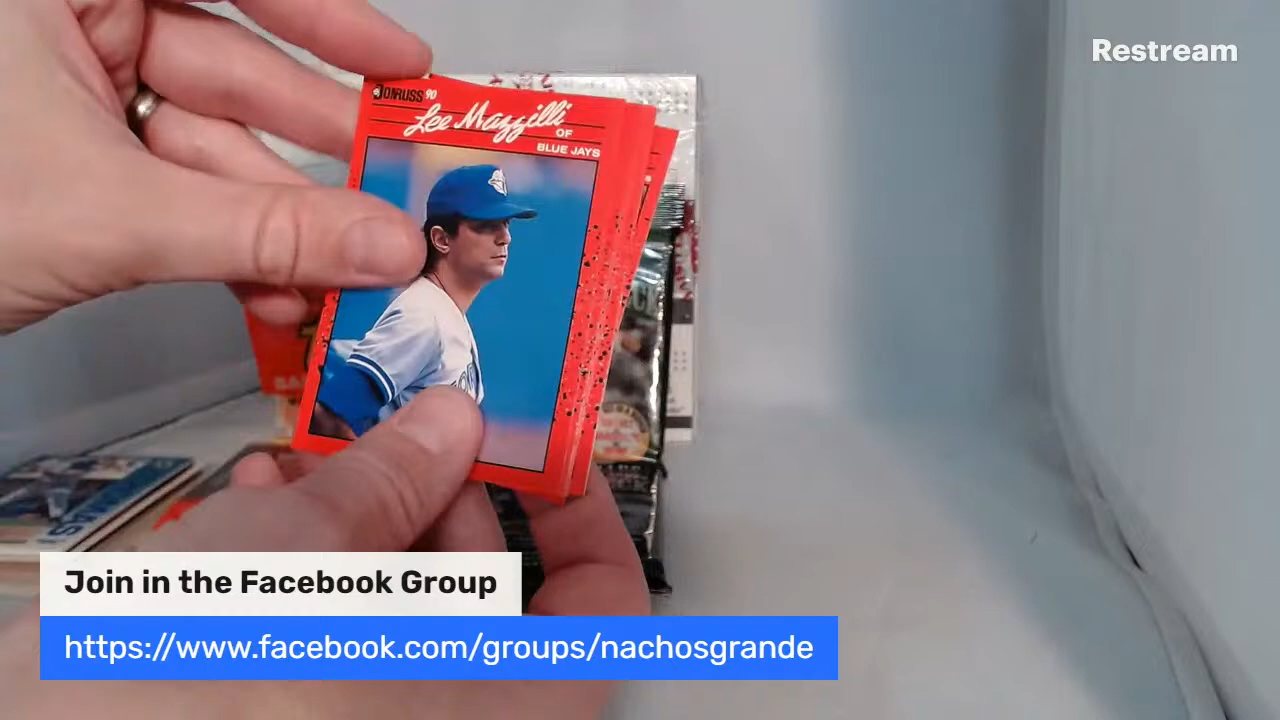 Restream
DONRUSS 90
Lee Mazzilli
OF
BLUE JAYS
Join in the Facebook Group
https://www.facebook.com/groups/nachosgrande